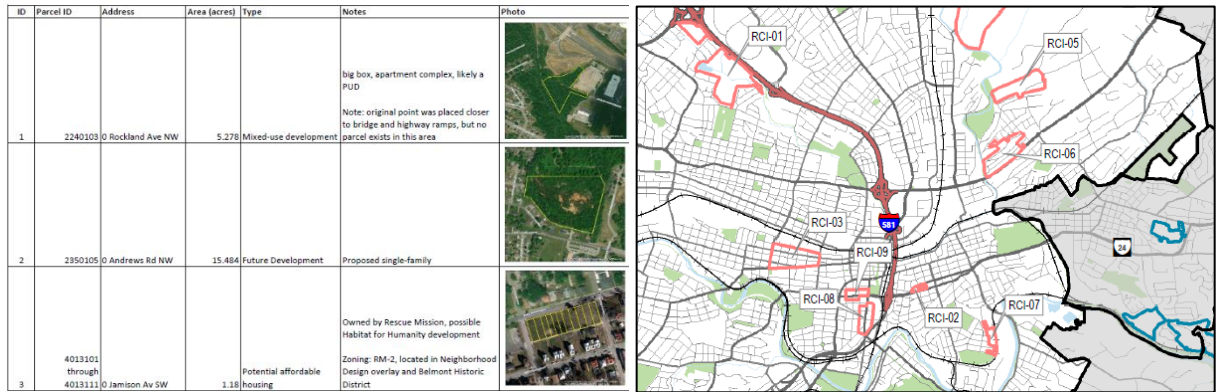 ID Parcel ID Address Area (acres) Type Notes Photo
big box, apartment complex, likely a
PUD
Note: original point was placed closer
to bridge and highway ramps, but no
1 2240103 0 Rockland Ave NW 5.278 Mixed-use development parcel exists in this area
2 2350105 0 Andrews Rd NW 15.484 Future Development Proposed single-family
Owned by Rescue Mission, possible
Habitat for Humanity development
4013101
Zoning: RM-2, located in Neighborhood
through Potential affordable Design overlay and Belmont Historic
3 4013111 0 Jamison Av SW 1.18 housing District
RCI-01
RCI-05
RCI-06
RCI-03
581
24
RCI-09
RCI-08
RCI-07
RCI-02